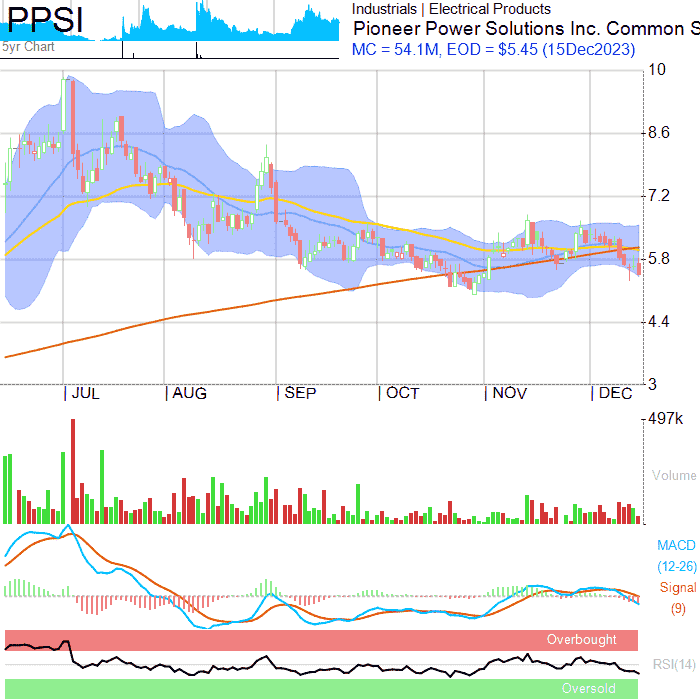 PPSI
5yr Chart
Industrials | Electrical Products
Pioneer Power Solutions Inc. Common S
MC = 54.1M, EOD = $5.45 (15Dec2023)
10
8.6
7.2
5.8
4.4
3
JUL AUG SEP OCT NOV DEC
497k
Volume
MACD
(12-26)
Signal
(9)
Overbought
RSI(14)
Oversold